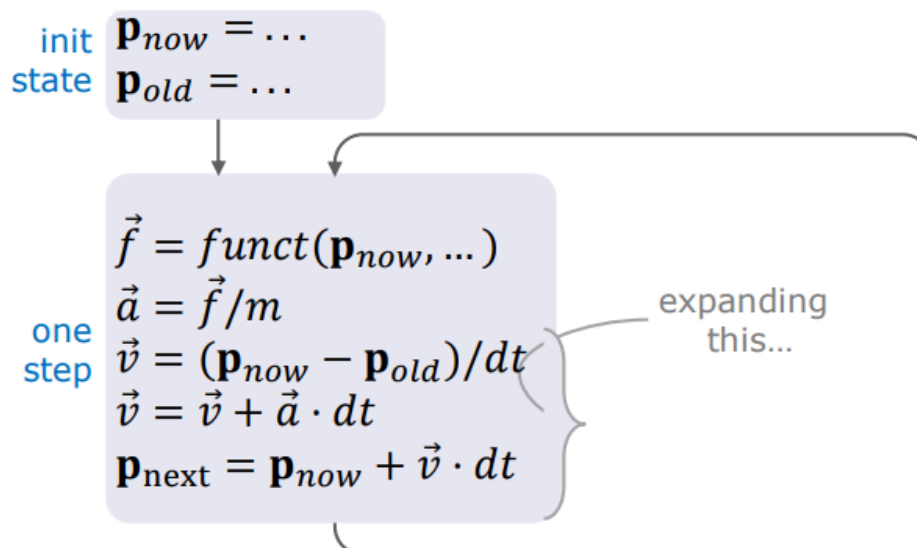 init
state
𝐩_now = …
𝐩_old = …
one
step
f⃗ = funct(𝐩_now, …)
a⃗ = f⃗/m
v⃗ = (𝐩_now − 𝐩_old)/dt
v⃗ = v⃗ + a⃗ · dt
𝐩_next = 𝐩_now + v⃗ · dt
expanding
this…